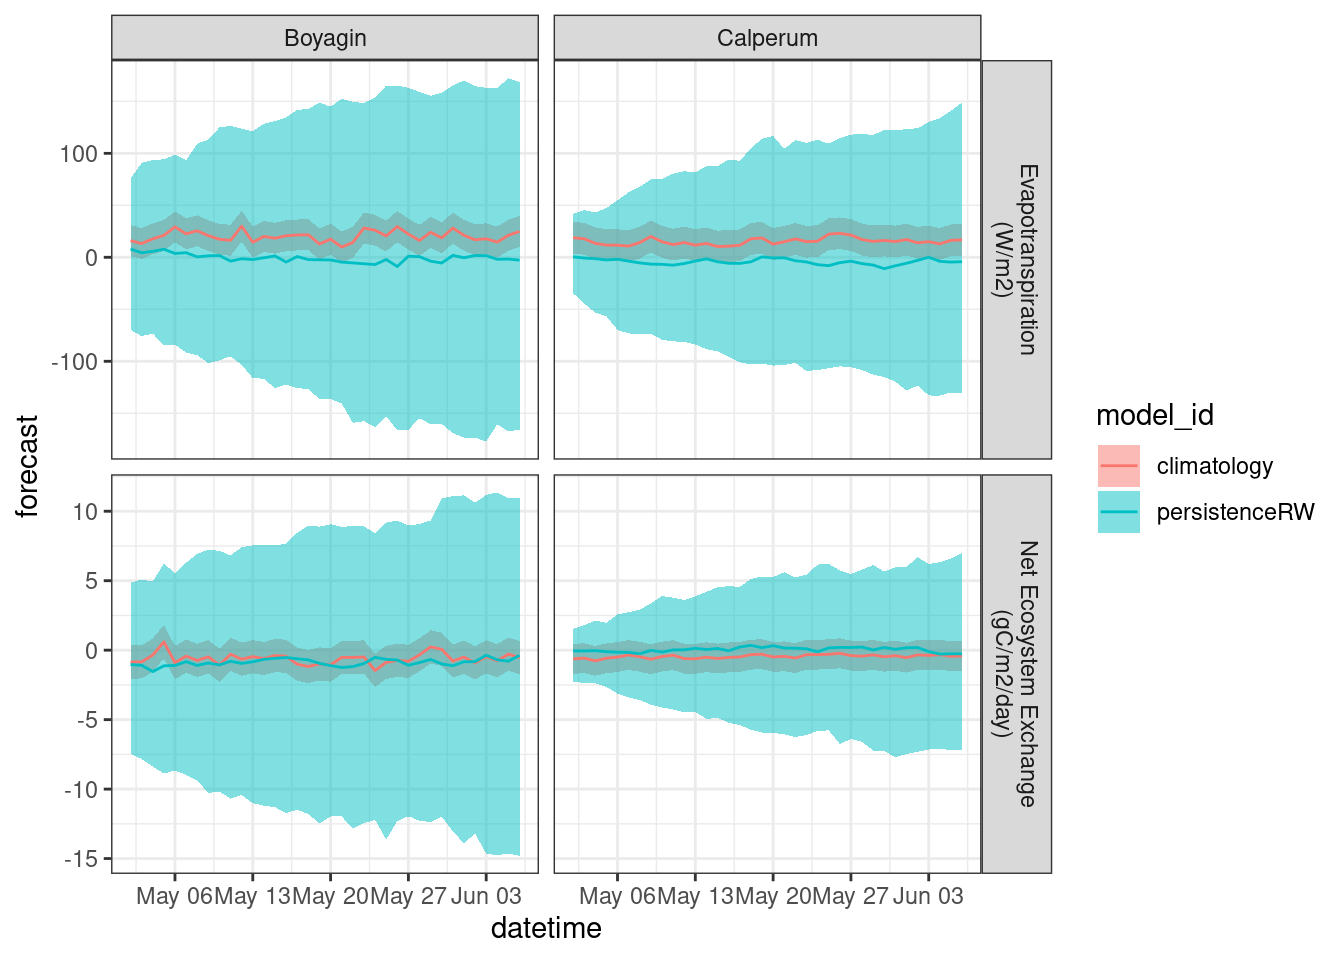 Boyagin
Calperum
100
0
-100
Evapotranspiration
(W/m2)
forecast
10
5
0
-5
-10
-15
Net Ecosystem Exchange
(gC/m2/day)
May 06
May 13
May 20
May 27
Jun 03
May 06
May 13
May 20
May 27
Jun 03
datetime
model_id
climatology
persistenceRW